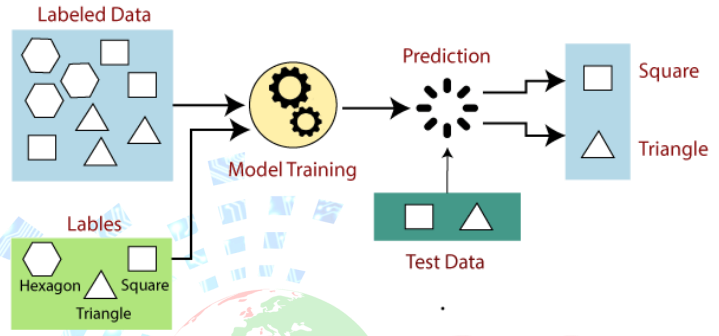 Labeled Data
Prediction
Square
Triangle
Model Training
Test Data
Lables
Hexagon
Square
Triangle